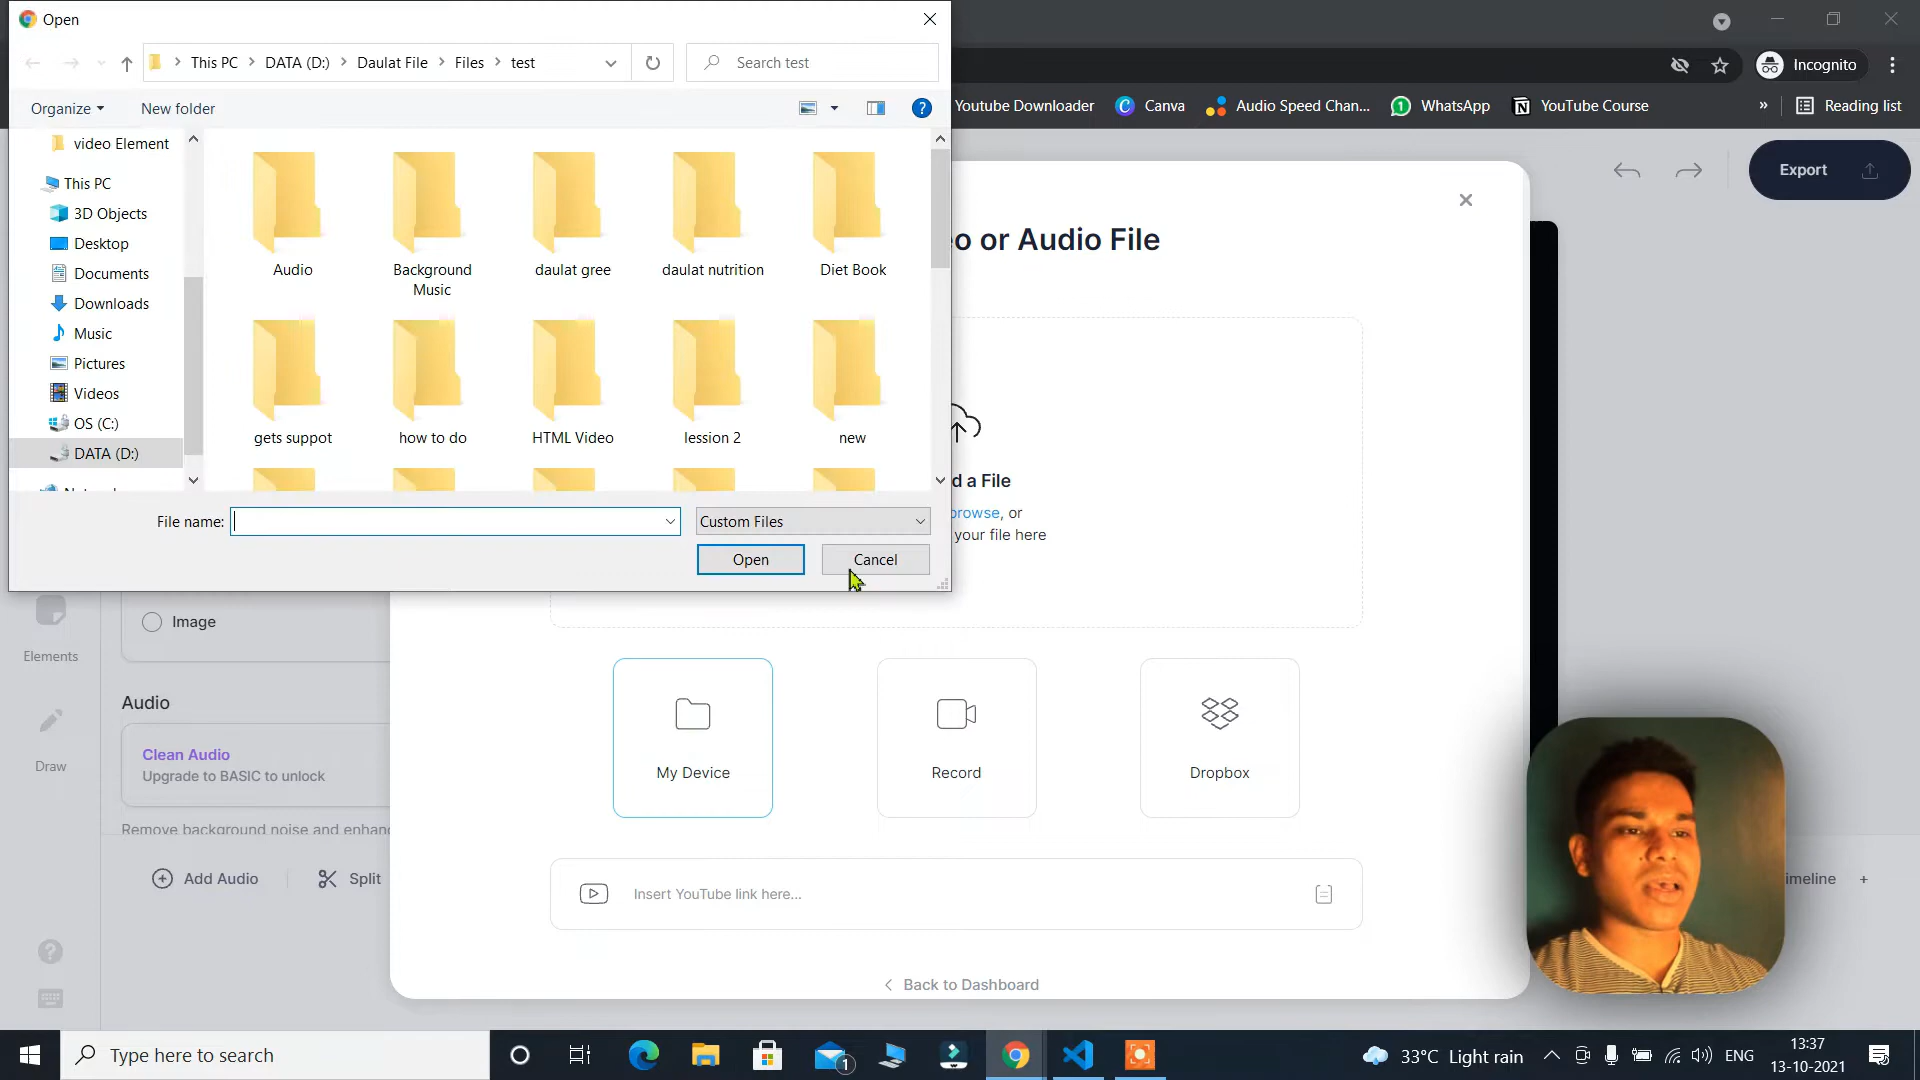 Open
This PC
DATA (D:)
Daulat File
Files
test
Search test
Incognito
Organize
New folder
Youtube Downloader
Canva
Audio Speed Chan...
WhatsApp
YouTube Course
»
Reading list
video Element
This PC
3D Objects
Desktop
Documents
Downloads
Music
Pictures
Videos
OS (C:)
DATA (D:)
Audio
Background
Music
daulat gree
daulat nutrition
Diet Book
gets suppot
how to do
HTML Video
lession 2
new
File name:
Custom Files
Open
Cancel
Export
o or Audio File
d a File
browse, or
your file here
My Device
Record
Dropbox
Insert YouTube link here...
Back to Dashboard
Image
Elements
Audio
Clean Audio
Upgrade to BASIC to unlock
Remove background noise and enhan
Draw
Add Audio
Split
imeline +
Type here to search
1
33°C Light rain
ENG
13:37
13-10-2021